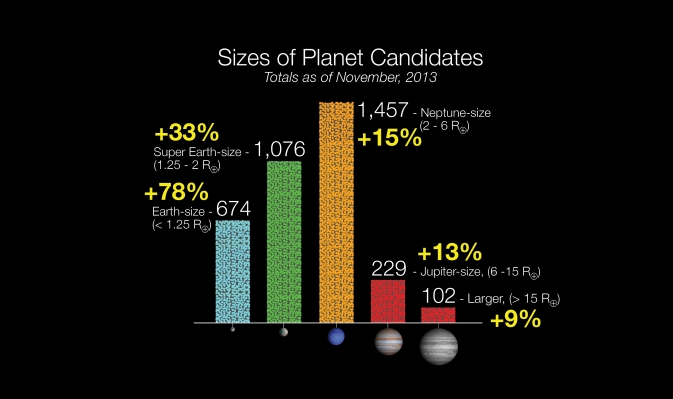 Sizes of Planet Candidates
Totals as of November, 2013
+33%
Super Earth-size - 1,076
(1.25 - 2 R⊕)
+78%
Earth-size - 674
(< 1.25 R⊕)
1,457 - Neptune-size
(2 - 6 R⊕)
+15%
+13%
229 - Jupiter-size, (6 -15 R⊕)
102 - Larger, (> 15 R⊕)
+9%